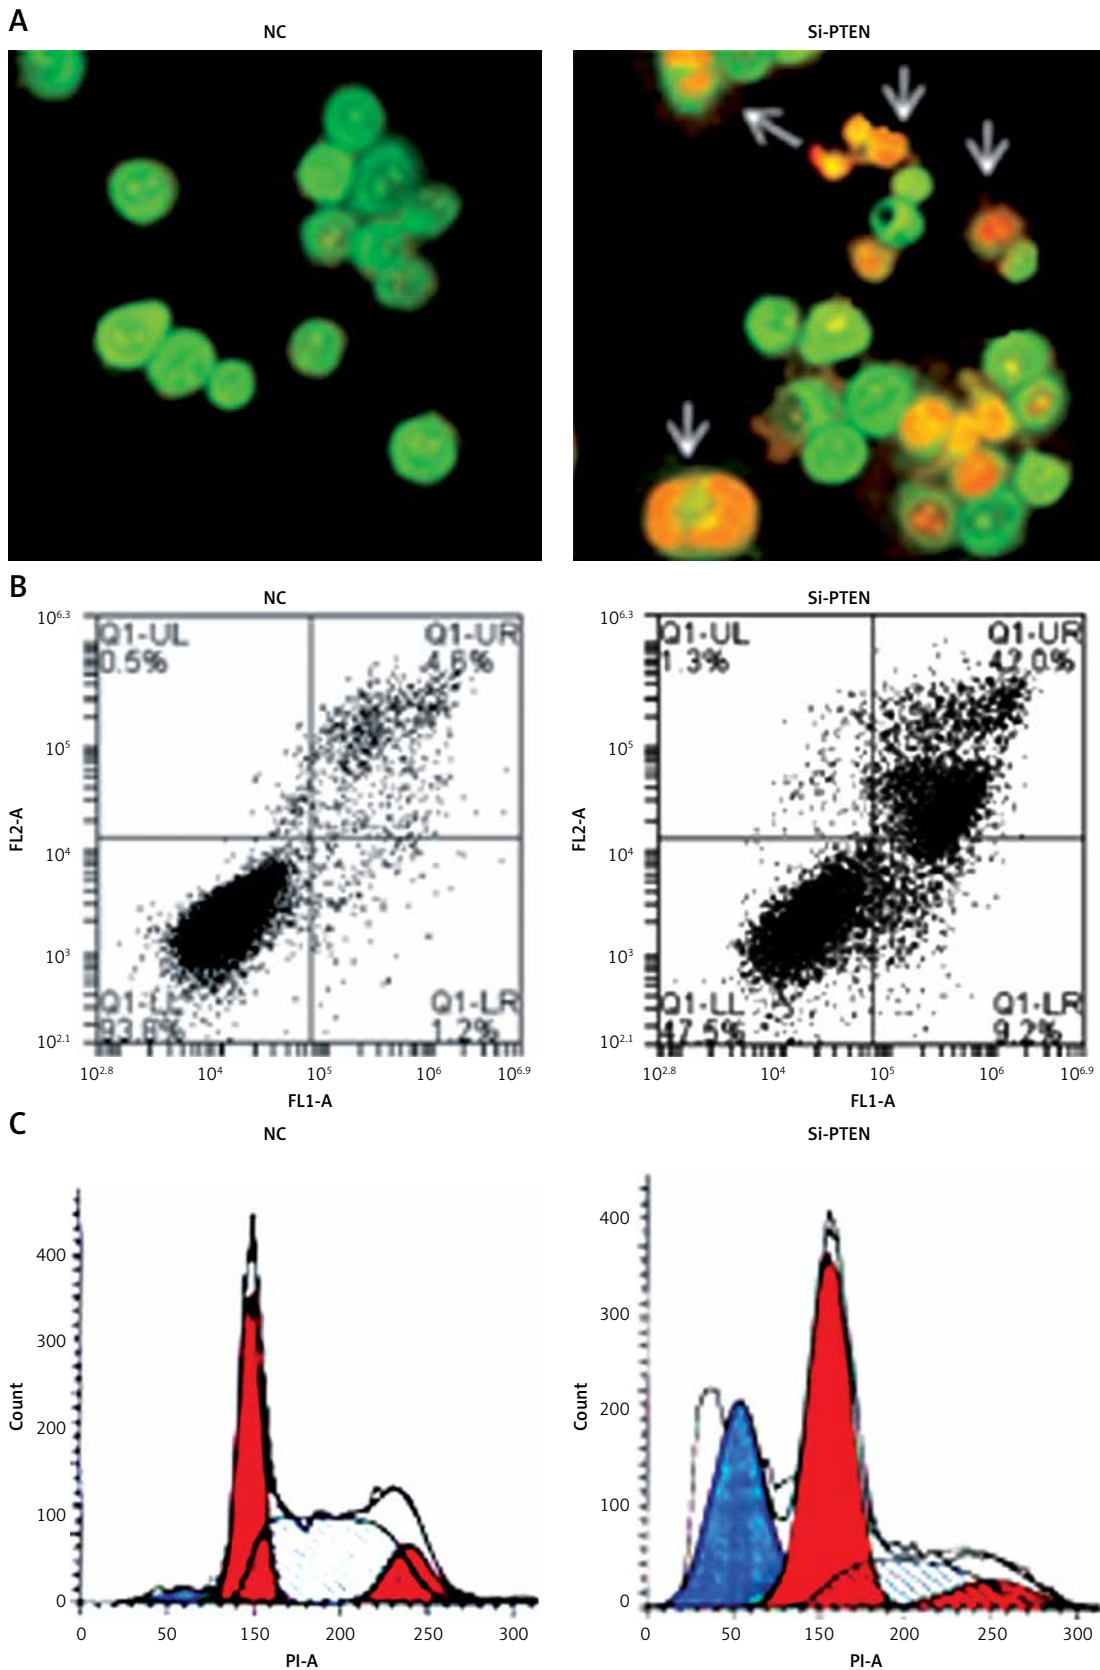 A
NC
Si-PTEN
B
NC
Si-PTEN
10^6.3
10^5
10^4
10^3
10^2.1
FL2-A
Q1-UL
0.5%
Q1-UR
4.6%
Q1-LL
93.8%
Q1-LR
1.2%
10^2.8
10^4
10^5
10^6
10^6.9
FL1-A
10^6.3
10^5
10^4
10^3
10^2.1
FL2-A
Q1-UL
1.3%
Q1-UR
42.0%
Q1-LL
47.5%
Q1-LR
9.2%
10^2.8
10^4
10^5
10^6
10^6.9
FL1-A
C
NC
Si-PTEN
400
300
200
100
0
Count
0
50
150
200
250
300
PI-A
400
300
200
100
0
Count
0
50
150
200
250
300
PI-A